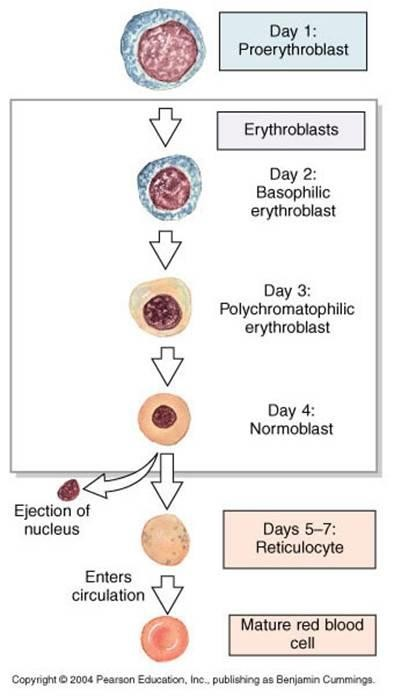 Day 1:
Proerythroblast
Erythroblasts
Day 2:
Basophilic
erythroblast
Day 3:
Polychromatophilic
erythroblast
Day 4:
Normoblast
Ejection of
nucleus
Days 5–7:
Reticulocyte
Enters
circulation
Mature red blood
cell
Copyright © 2004 Pearson Education, Inc., publishing as Benjamin Cummings.